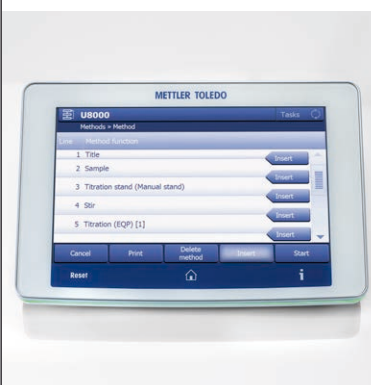 METTLER TOLEDO
U8000 Tasks
Methods » Method
Line Method function
1 Title
Insert
2 Sample
Insert
3 Titration stand (Manual stand)
Insert
4 Stir
Insert
5 Titration (EQP) [1]
Insert
Cancel Print Delete method Insert Start
Reset i